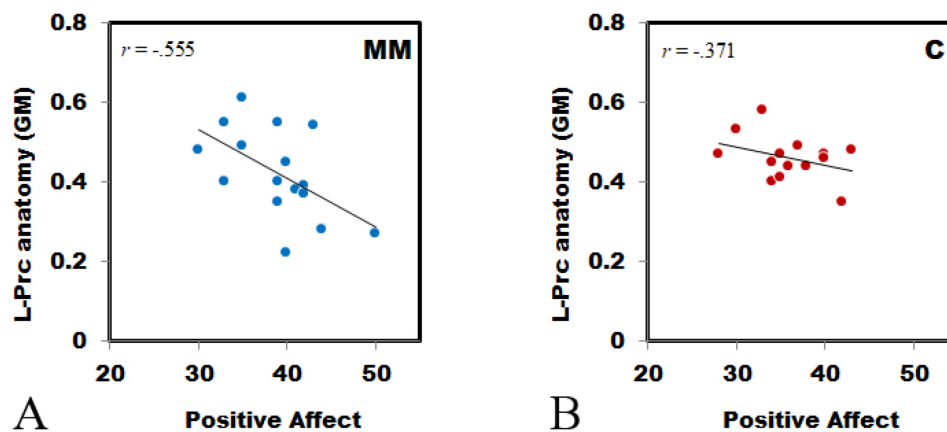 0.8
0.6
0.4
0.2
0
L-Prc anatomy (GM)
r = -.555
MM
20 30 40 50
Positive Affect
A
0.8
0.6
0.4
0.2
0
L-Prc anatomy (GM)
r = -.371
C
20 30 40 50
Positive Affect
B